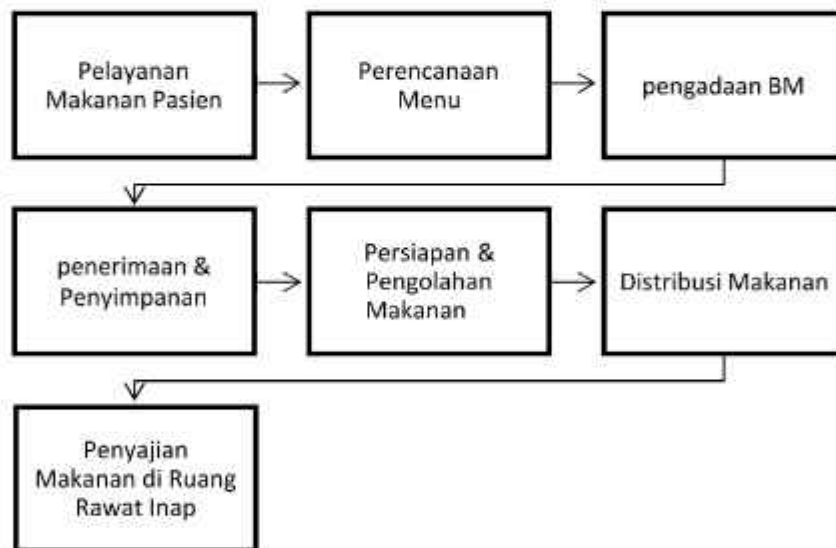 Pelayanan
Makanan Pasien
Perencanaan
Menu
pengadaan BM
penerimaan &
Penyimpanan
Persiapan &
Pengolahan
Makanan
Distribusi Makanan
Penyajian
Makanan di Ruang
Rawat Inap